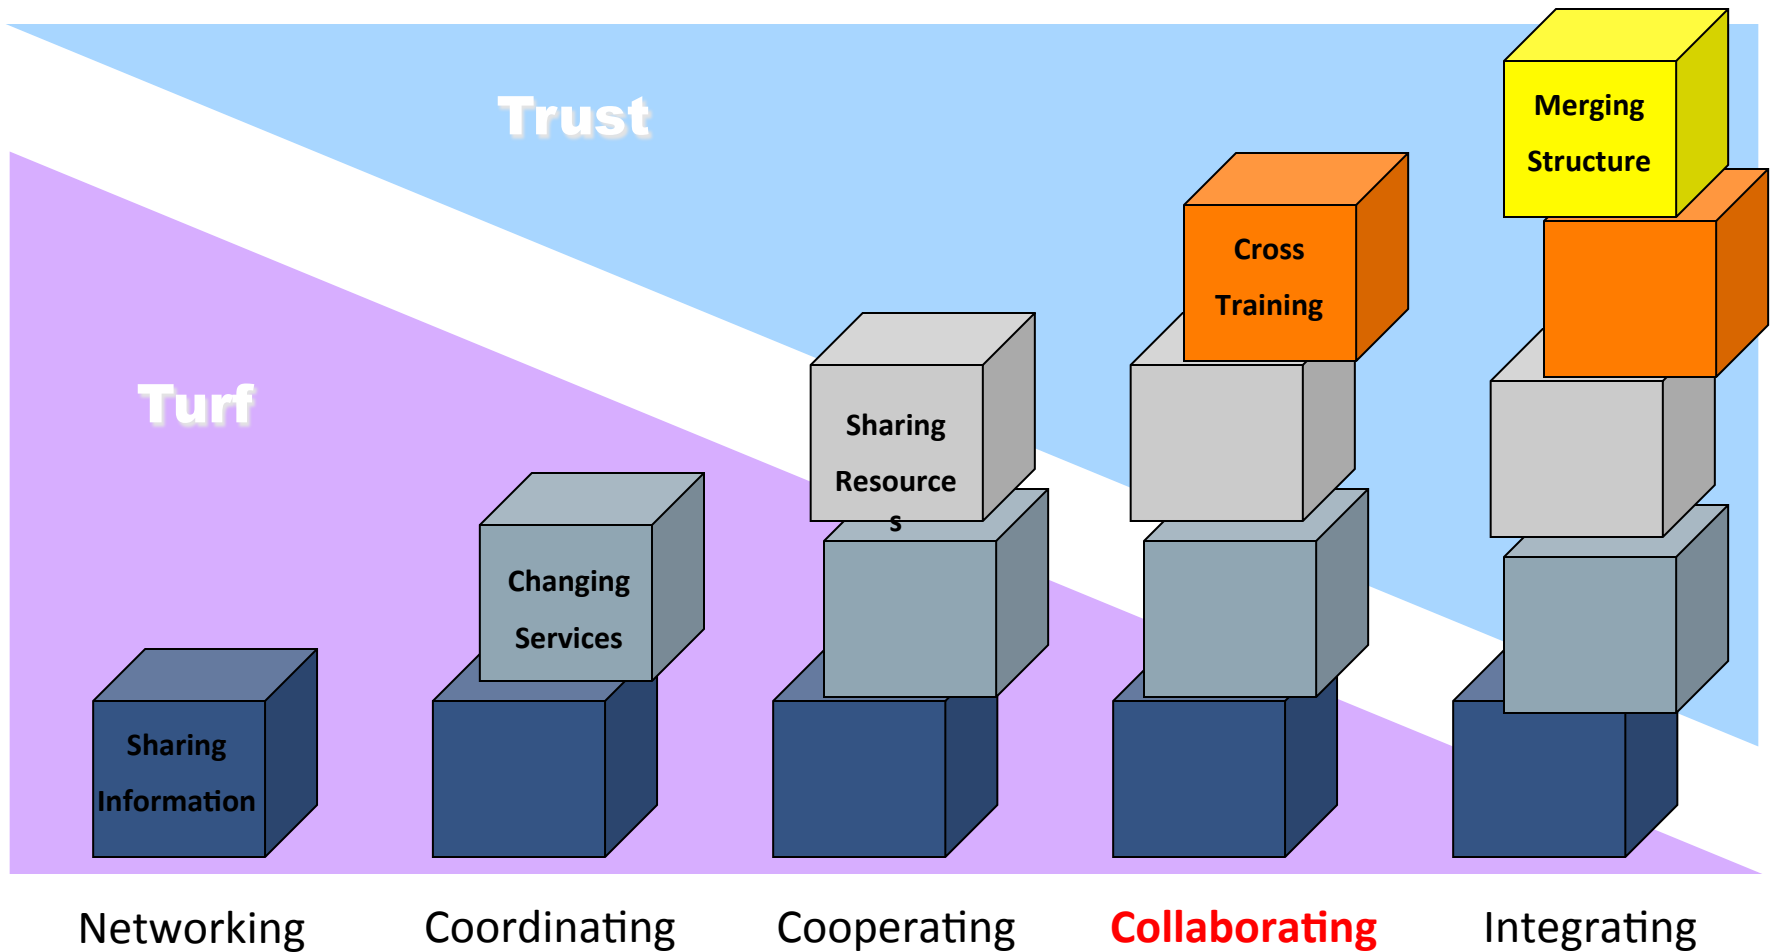 Trust
Turf
Merging
Structure
Cross
Training
Sharing
Resource
s
Changing
Services
Sharing
Information
Networking
Coordinating
Cooperating
Collaborating
Integrating